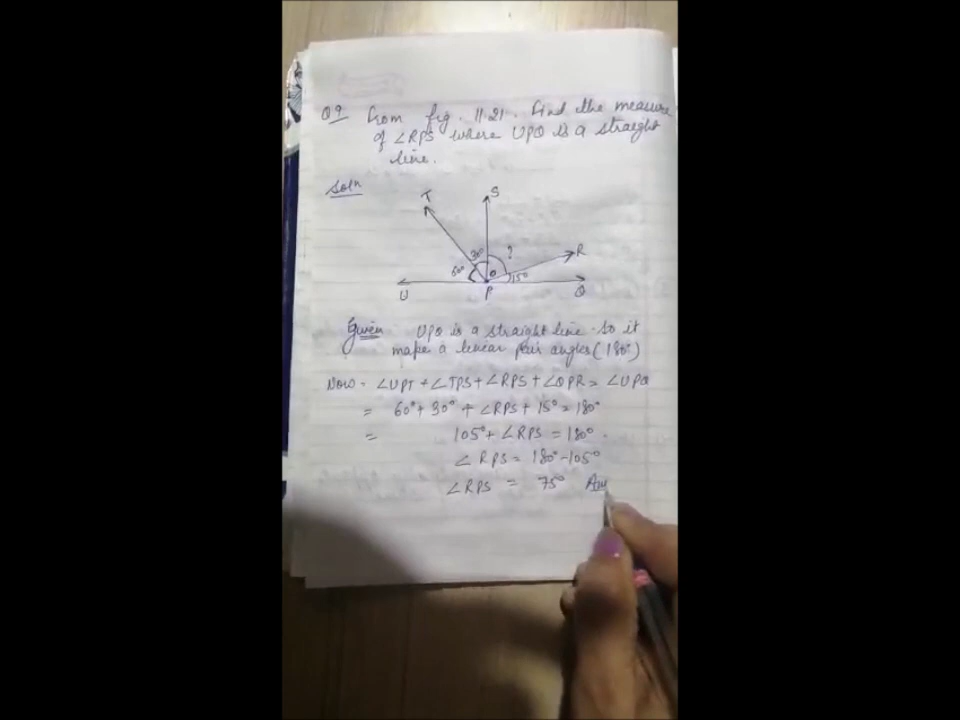 Q9 From fig. 11.21. Find the measure
of ∠RPS where UPQ is a straight
line.
Soln
T S
30° ? R
60° 15°
U P Q
Given UPQ is a straight line. So it
make a linear pair angles (180°)
Now - ∠UPT + ∠TPS + ∠RPS + ∠QPR = ∠UPQ
= 60° + 30° + ∠RPS + 15° = 180°
= 105° + ∠RPS = 180°.
∠RPS = 180° - 105°
∠RPS = 75° Ans